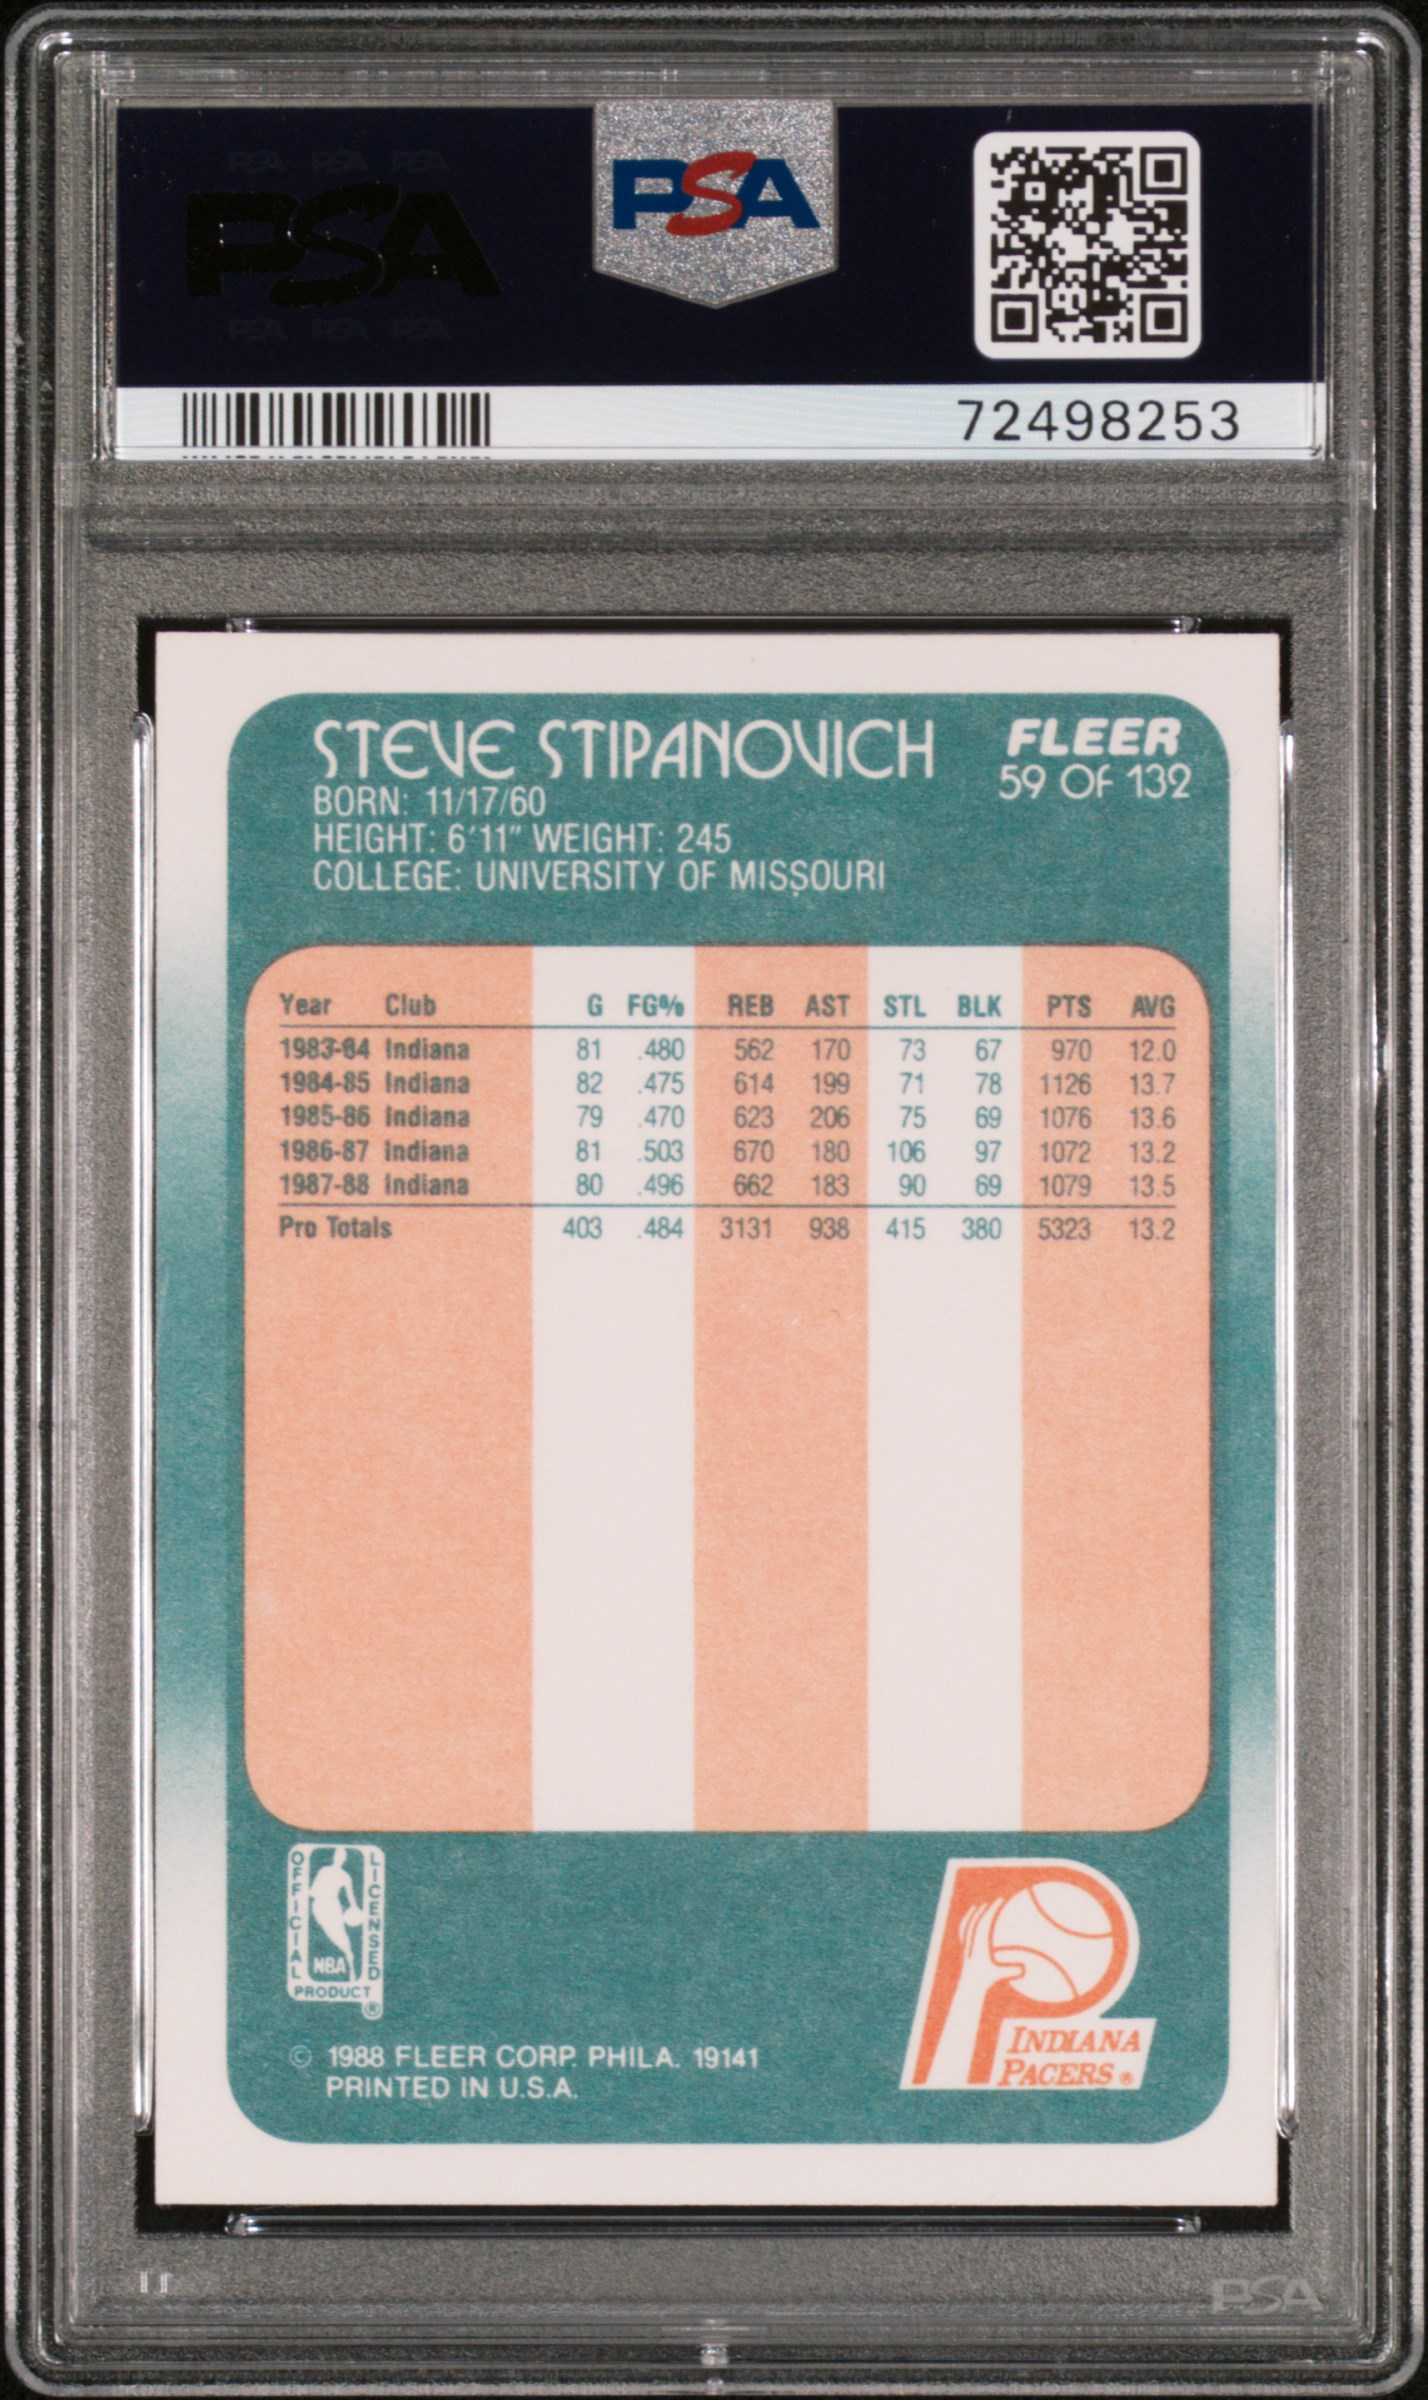 PSA PSA PSA
PSA
PSA PSA PSA
PSA
72498253
STEVE STIPANOVICH
FLEER
59 OF 132
BORN: 11/17/60
HEIGHT: 6'11" WEIGHT: 245
COLLEGE: UNIVERSITY OF MISSOURI
Year Club G FG% REB AST STL BLK PTS AVG
1983-84 Indiana 81 .480 562 170 73 67 970 12.0
1984-85 Indiana 82 .475 614 199 71 78 1126 13.7
1985-86 Indiana 79 .470 623 206 75 69 1076 13.6
1986-87 Indiana 81 .503 670 180 106 97 1072 13.2
1987-88 Indiana 80 .496 662 183 90 69 1079 13.5
Pro Totals 403 .484 3131 938 415 380 5323 13.2
OFFICIAL
LICENSED
NBA
PRODUCT
®
INDIANA
PACERS ®
© 1988 FLEER CORP. PHILA. 19141
PRINTED IN U.S.A.
PSA